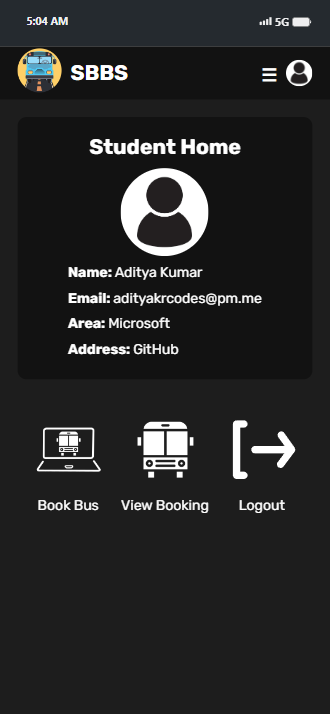 5:04 AM 5G
SBBS
Student Home
Name: Aditya Kumar
Email: adityakrcodes@pm.me
Area: Microsoft
Address: GitHub
Book Bus View Booking Logout